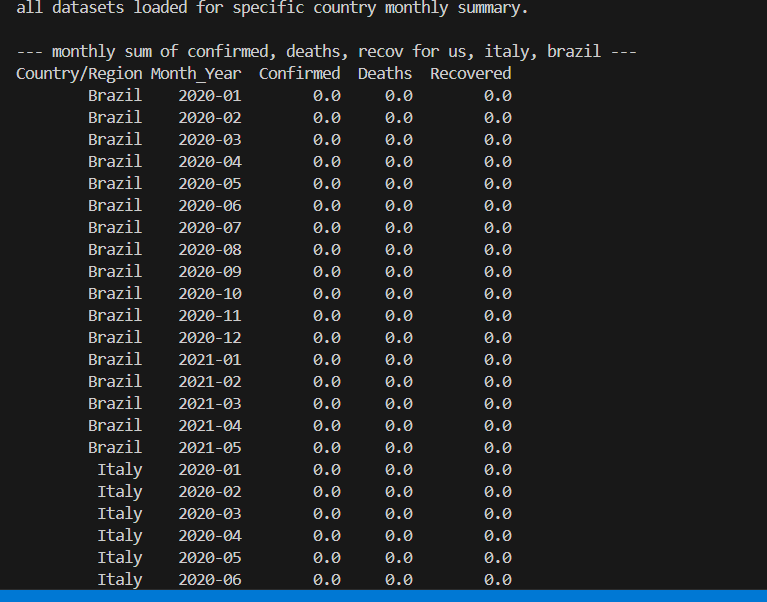 all datasets loaded for specific country monthly summary.
--- monthly sum of confirmed, deaths, recov for us, italy, brazil ---
Country/Region Month_Year Confirmed Deaths Recovered
Brazil 2020-01 0.0 0.0 0.0
Brazil 2020-02 0.0 0.0 0.0
Brazil 2020-03 0.0 0.0 0.0
Brazil 2020-04 0.0 0.0 0.0
Brazil 2020-05 0.0 0.0 0.0
Brazil 2020-06 0.0 0.0 0.0
Brazil 2020-07 0.0 0.0 0.0
Brazil 2020-08 0.0 0.0 0.0
Brazil 2020-09 0.0 0.0 0.0
Brazil 2020-10 0.0 0.0 0.0
Brazil 2020-11 0.0 0.0 0.0
Brazil 2020-12 0.0 0.0 0.0
Brazil 2021-01 0.0 0.0 0.0
Brazil 2021-02 0.0 0.0 0.0
Brazil 2021-03 0.0 0.0 0.0
Brazil 2021-04 0.0 0.0 0.0
Brazil 2021-05 0.0 0.0 0.0
Italy 2020-01 0.0 0.0 0.0
Italy 2020-02 0.0 0.0 0.0
Italy 2020-03 0.0 0.0 0.0
Italy 2020-04 0.0 0.0 0.0
Italy 2020-05 0.0 0.0 0.0
Italy 2020-06 0.0 0.0 0.0